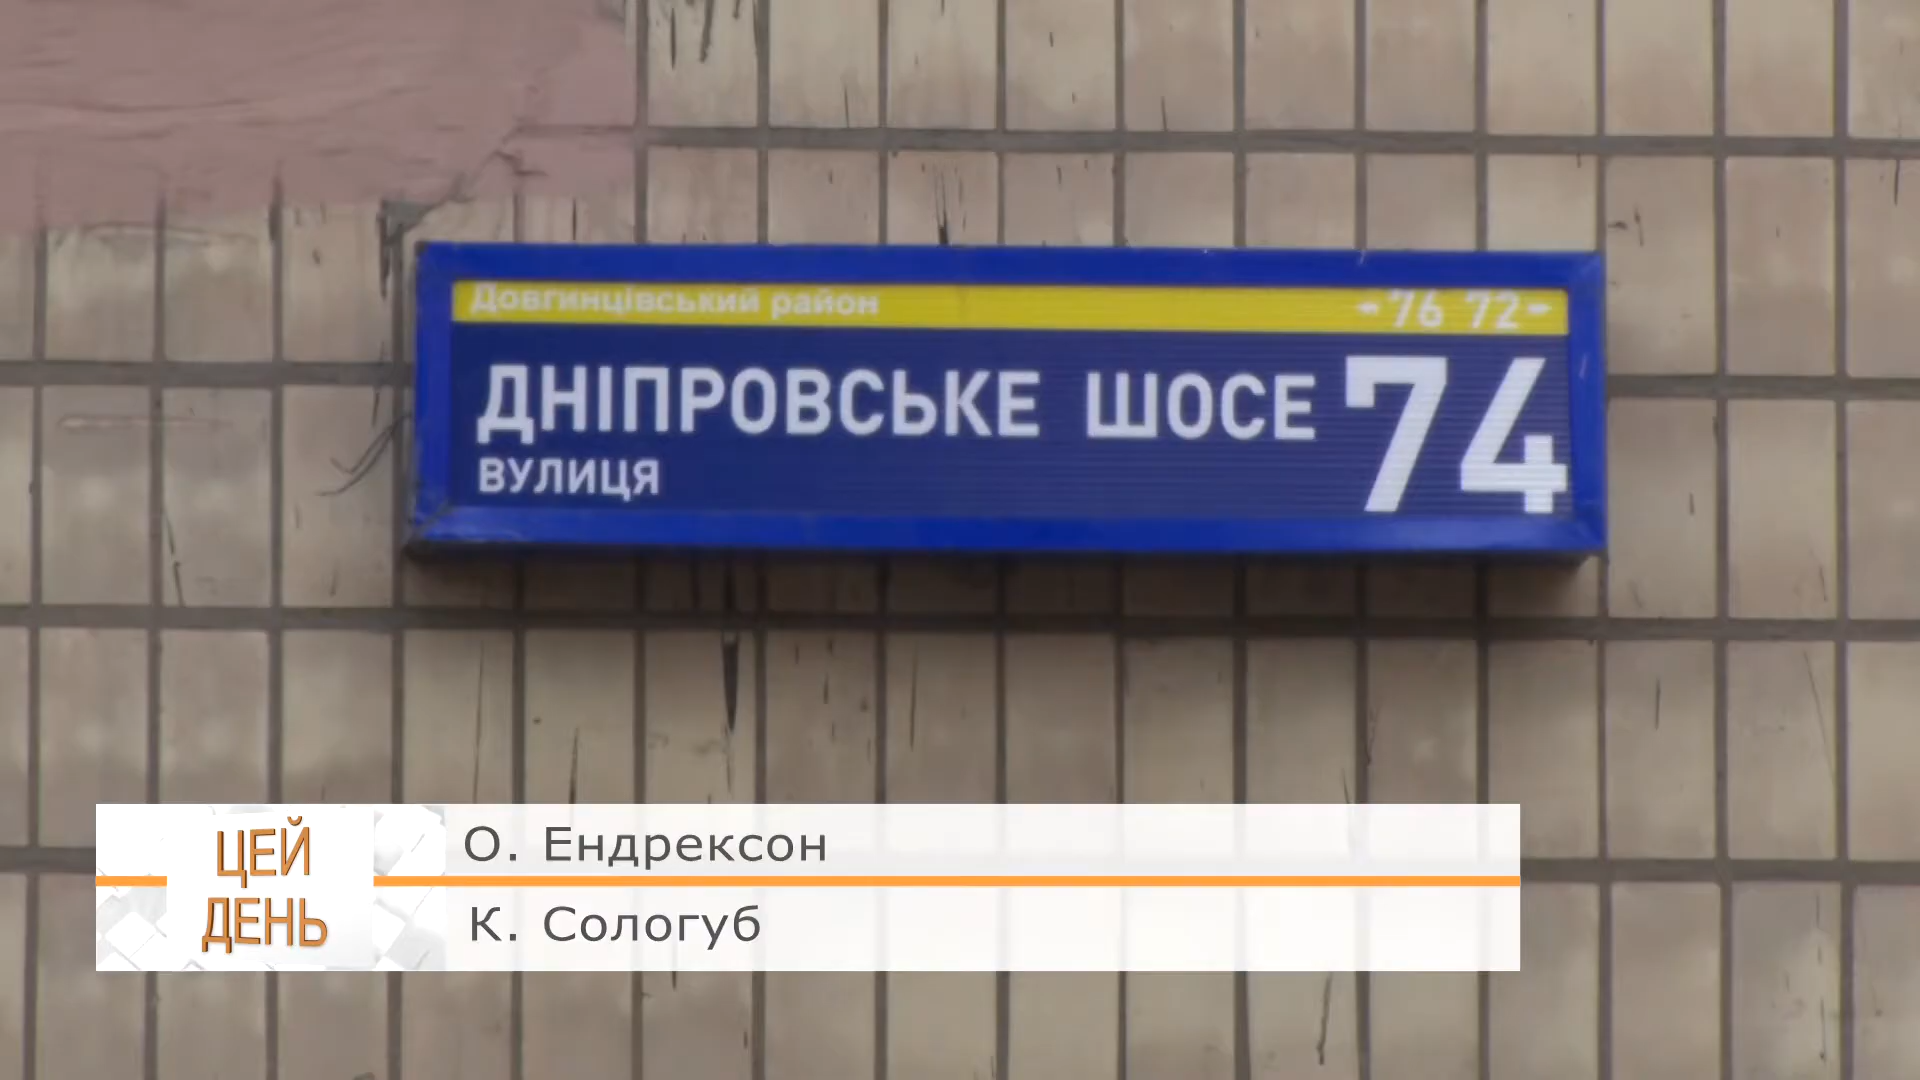 Довгинцівський район
76 72
ДНІПРОВСЬКЕ ШОСЕ 74
ВУЛИЦЯ
ЦЕЙ
ДЕНЬ
О. Ендрексон
К. Сологуб